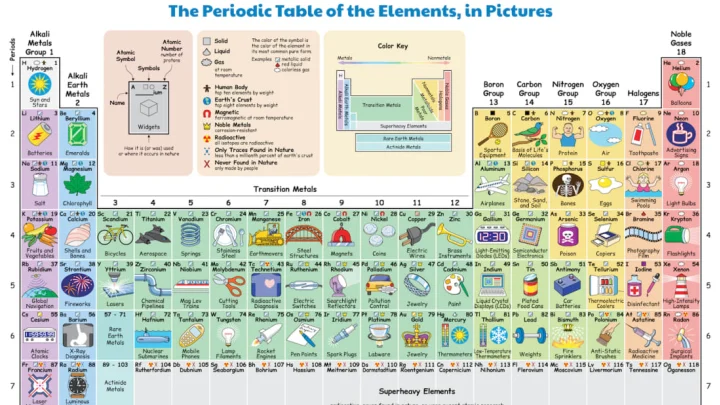 The Periodic Table of the Elements, in Pictures
Alkali
Metals
Group 1
Periods
Alkali
Earth
Metals
2
Noble
Gases
18
Atomic
Symbol
Atomic
Number
number of
protons
Symbols
Name
Widgets
How it is (or was) used
or where it occurs in nature
Solid
Liquid
Gas
at room
temperature
The color of the symbol is
the color of the element in
its most common pure form.
Examples
metallic solid
red liquid
colorless gas
Human Body
top ten elements by weight
Earth's Crust
top eight elements by weight
Magnetic
ferromagnetic at room temperature
Noble Metals
corrosion-resistant
Radioactive
all isotopes are radioactive
Only Traces Found in Nature
less than a millionth percent of earth's crust
Never Found in Nature
only made by people
Color Key
Metals
Nonmetals
Alkali Metals
Alkali Earth Metals
Transition Metals
Halogens
Noble Gases
Superheavy Elements
Rare Earth Metals
Actinide Metals
Boron
Group
13
Carbon
Group
14
Nitrogen
Group
15
Oxygen
Group
16
Halogens
17
Transition Metals
3 4 5 6 7 8 9 10 11 12
1
H 1
Hydrogen
Sun and
Stars
He 2
Helium
Balloons
1
2
Li 3
Lithium
Batteries
Be 4
Beryllium
Emeralds
B 5
Boron
Sports
Equipment
C 6
Carbon
Basis of Life's
Molecules
N 7
Nitrogen
Protein
O 8
Oxygen
Air
F 9
Fluorine
Toothpaste
Ne 10
Neon
Advertising
Signs
2
3
Na 11
Sodium
Salt
Mg 12
Magnesium
Chlorophyll
Al 13
Aluminum
Airplanes
Si 14
Silicon
Stone, Sand,
and Soil
P 15
Phosphorus
Bones
S 16
Sulfur
Eggs
Cl 17
Chlorine
Swimming
Pools
Ar 18
Argon
Light Bulbs
3
4
K 19
Potassium
Fruits and
Vegetables
Ca 20
Calcium
Shells and
Bones
Sc 21
Scandium
Bicycles
Ti 22
Titanium
Aerospace
V 23
Vanadium
Springs
Cr 24
Chromium
Stainless
Steel
Mn 25
Manganese
Earthmovers
Fe 26
Iron
Steel
Structures
Co 27
Cobalt
Magnets
Ni 28
Nickel
Coins
Cu 29
Copper
Electric
Wires
Zn 30
Zinc
Brass
Instruments
Ga 31
Gallium
12:30
Light-Emitting
Diodes (LEDs)
Ge 32
Germanium
Semiconductor
Electronics
As 33
Arsenic
Poison
Se 34
Selenium
Copiers
Br 35
Bromine
Photography
Film
Kr 36
Krypton
Flashlights
4
5
Rb 37
Rubidium
Global
Navigation
Sr 38
Strontium
Fireworks
Y 39
Yttrium
Lasers
Zr 40
Zirconium
Chemical
Pipelines
Nb 41
Niobium
Mag Lev
Trains
Mo 42
Molybdenum
Cutting
Tools
Tc 43
Technetium
Radioactive
Diagnosis
Ru 44
Ruthenium
Electric
Switches
Rh 45
Rhodium
Searchlight
Reflectors
Pd 46
Palladium
Pollution
Control
Ag 47
Silver
Jewelry
Cd 48
Cadmium
Paint
In 49
Indium
Liquid Crystal
Displays (LCDs)
Sn 50
Tin
Plated
Cans
Sb 51
Antimony
Car
Batteries
Te 52
Tellurium
Thermoelectric
I 53
Iodine
Disinfectant
Xe 54
Xenon
High-Intensity
Lamps
5
6
Cs 55
Cesium
Atomic
Clocks
Ba 56
Barium
X-Ray
Diagnosis
57 - 71
Rare
Earth
Metals
Hf 72
Hafnium
Nuclear
Submarines
Ta 73
Tantalum
Mobile
Phones
W 74
Tungsten
Lamp
Filaments
Re 75
Rhenium
Rocket
Engines
Os 76
Osmium
Pen Points
Ir 77
Iridium
Spark Plugs
Pt 78
Platinum
Labware
Au 79
Gold
Jewelry
Hg 80
Mercury
Thermometers
Tl 81
Thallium
Low-Temperature
Thermometers
Pb 82
Lead
Weights
Bi 83
Bismuth
Fire
Sprinklers
Po 84
Polonium
Anti-Static
Brushes
At 85
Astatine
Radioactive
Medicine
Rn 86
Radon
Surgical
6
7
Fr 87
Francium
Laser
Ra 88
Radium
Luminous
89 - 103
Actinide
Metals
Rf 104
Rutherfordium
Db 105
Dubnium
Sg 106
Seaborgium
Bh 107
Bohrium
Hs 108
Hassium
Mt 109
Meitnerium
Ds 110
Darmstadtium
Rg 111
Roentgenium
Cn 112
Copernicium
Nh 113
Nihonium
Fl 114
Flerovium
Mc 115
Moscovium
Lv 116
Livermorium
Ts 117
Tennessine
Og 118
Oganesson
7
Superheavy Elements